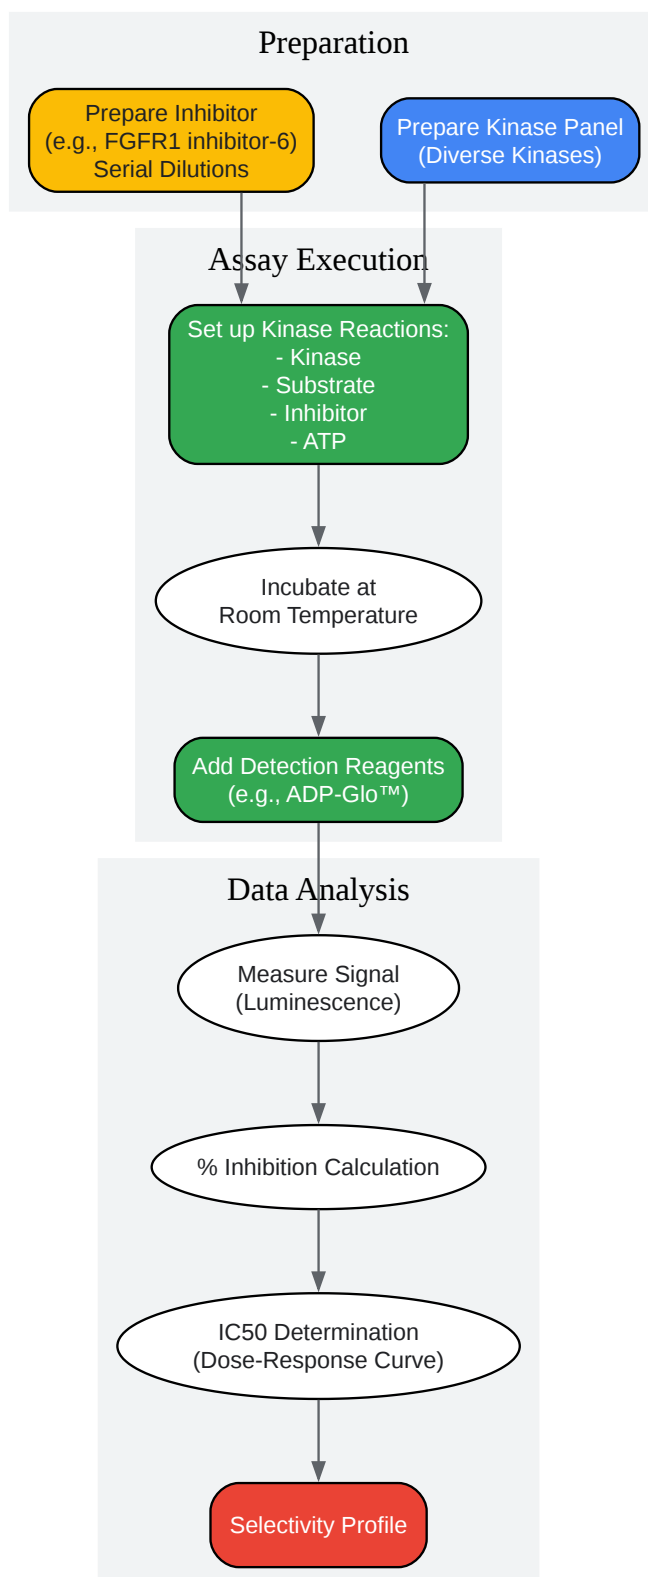 Preparation
Prepare Inhibitor
(e.g., FGFR1 inhibitor-6)
Serial Dilutions
Prepare Kinase Panel
(Diverse Kinases)
Assay Execution
Set up Kinase Reactions:
- Kinase
- Substrate
- Inhibitor
- ATP
Incubate at
Room Temperature
Add Detection Reagents
(e.g., ADP-Glo™)
Data Analysis
Measure Signal
(Luminescence)
% Inhibition Calculation
IC50 Determination
(Dose-Response Curve)
Selectivity Profile